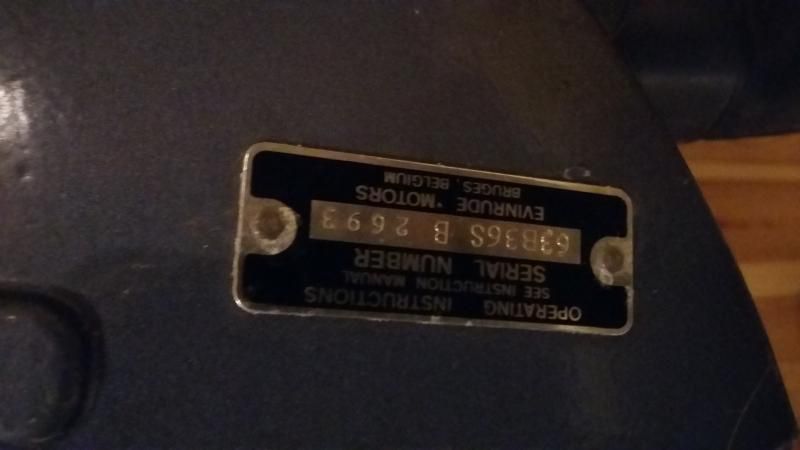 OPERATING INSTRUCTIONS
SEE INSTRUCTION MANUAL
SERIAL NUMBER
63B36S B 2693
EVINRUDE MOTORS
BRUGES, BELGIUM